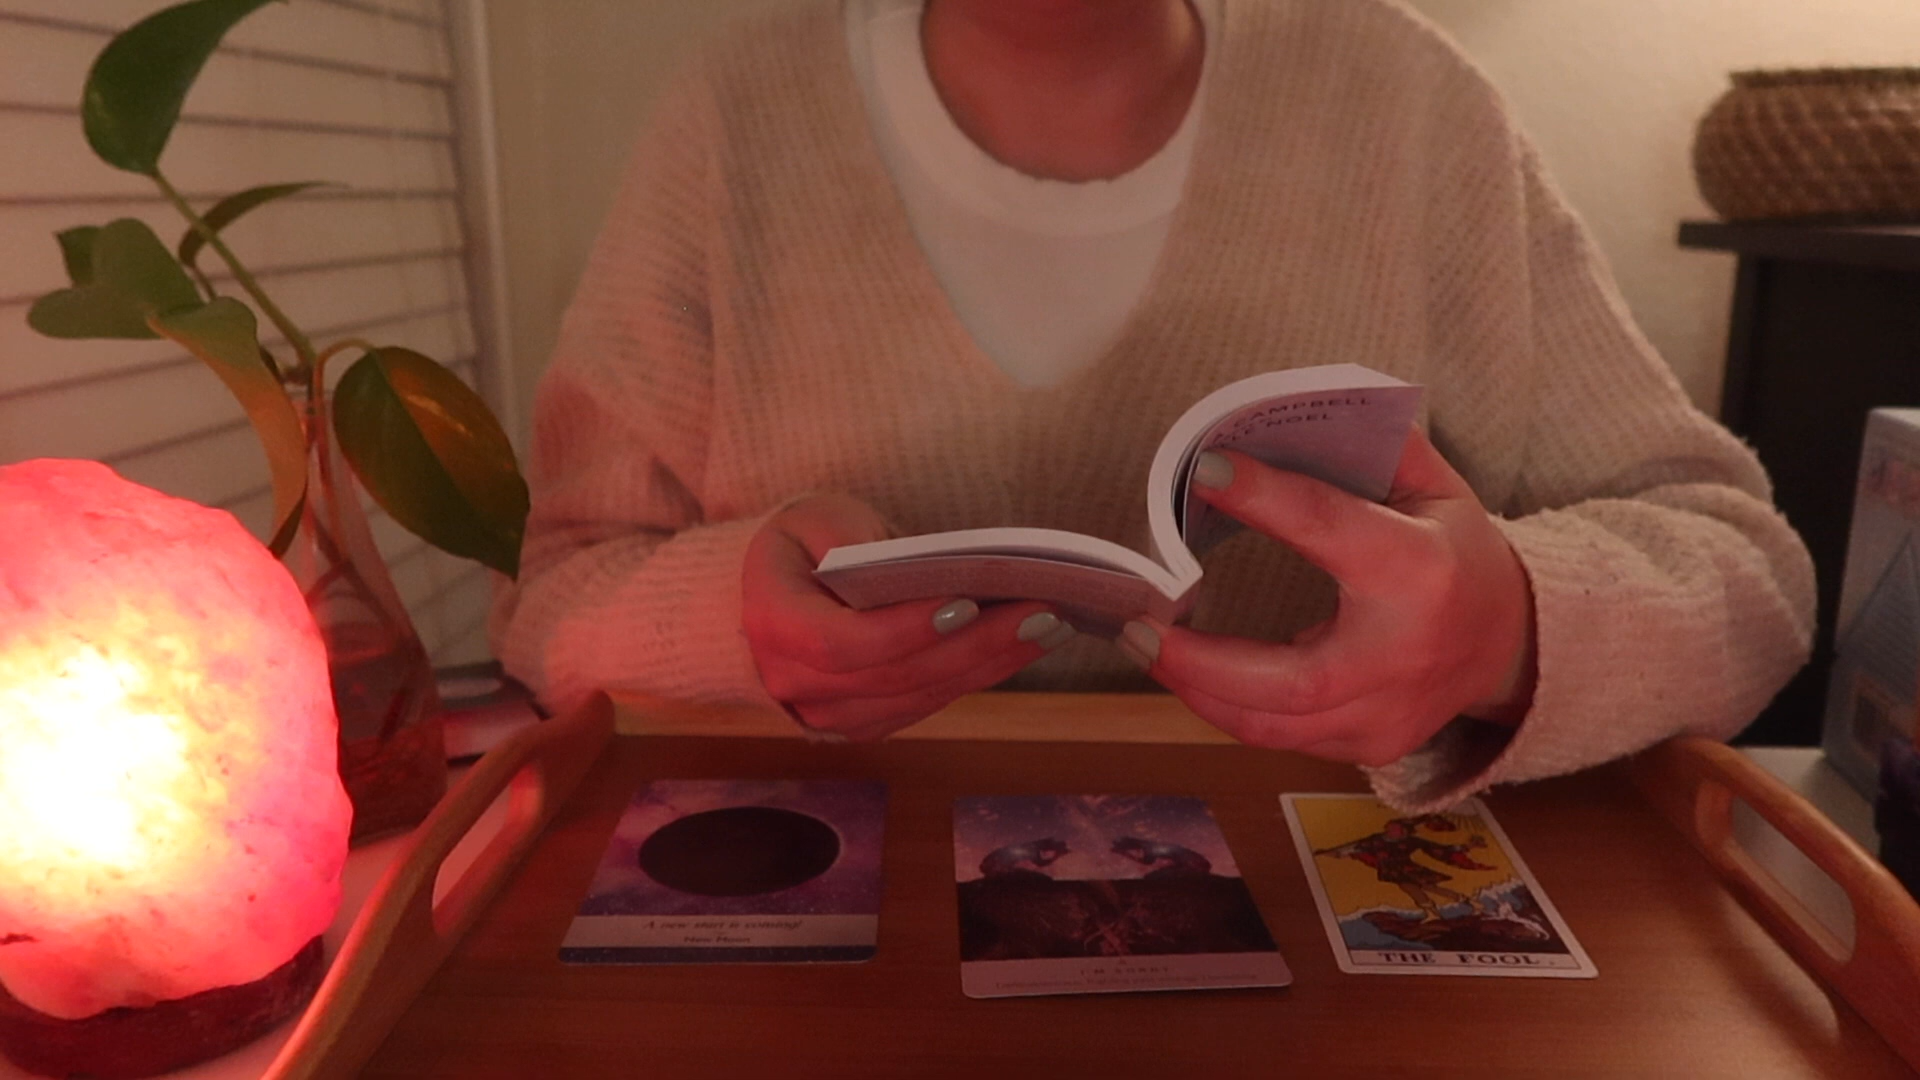 CAMPBELL
NOEL
A new start is coming!
New Moon
I'M SORRY
THE FOOL.